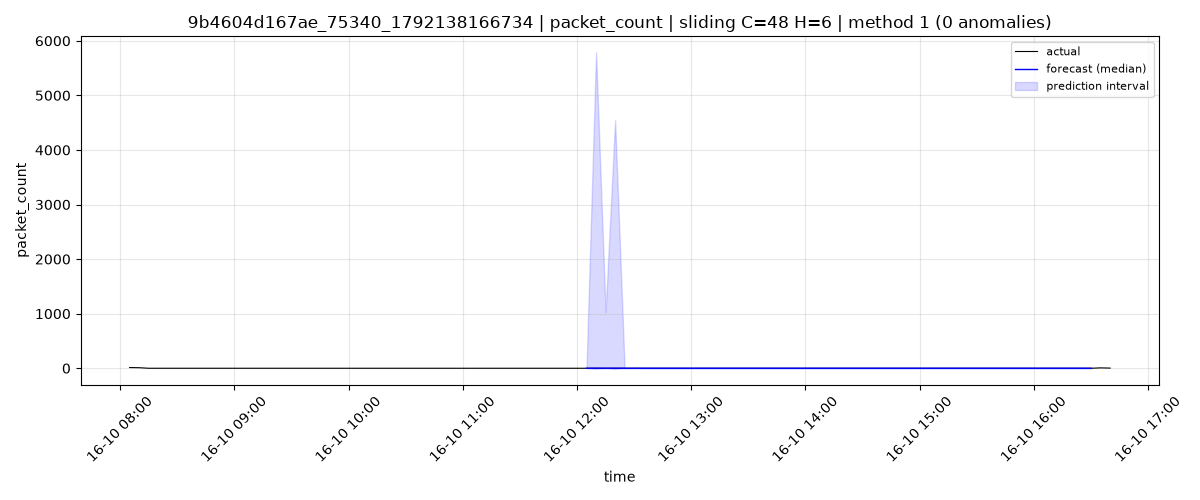 9b4604d167ae_75340_1792138166734 | packet_count | sliding C=48 H=6 | method 1 (0 anomalies)
actual
forecast (median)
prediction interval
packet_count
6000
5000
4000
3000
2000
1000
0
16-10 08:00
16-10 09:00
16-10 10:00
16-10 11:00
16-10 12:00
16-10 13:00
16-10 14:00
16-10 15:00
16-10 16:00
16-10 17:00
time